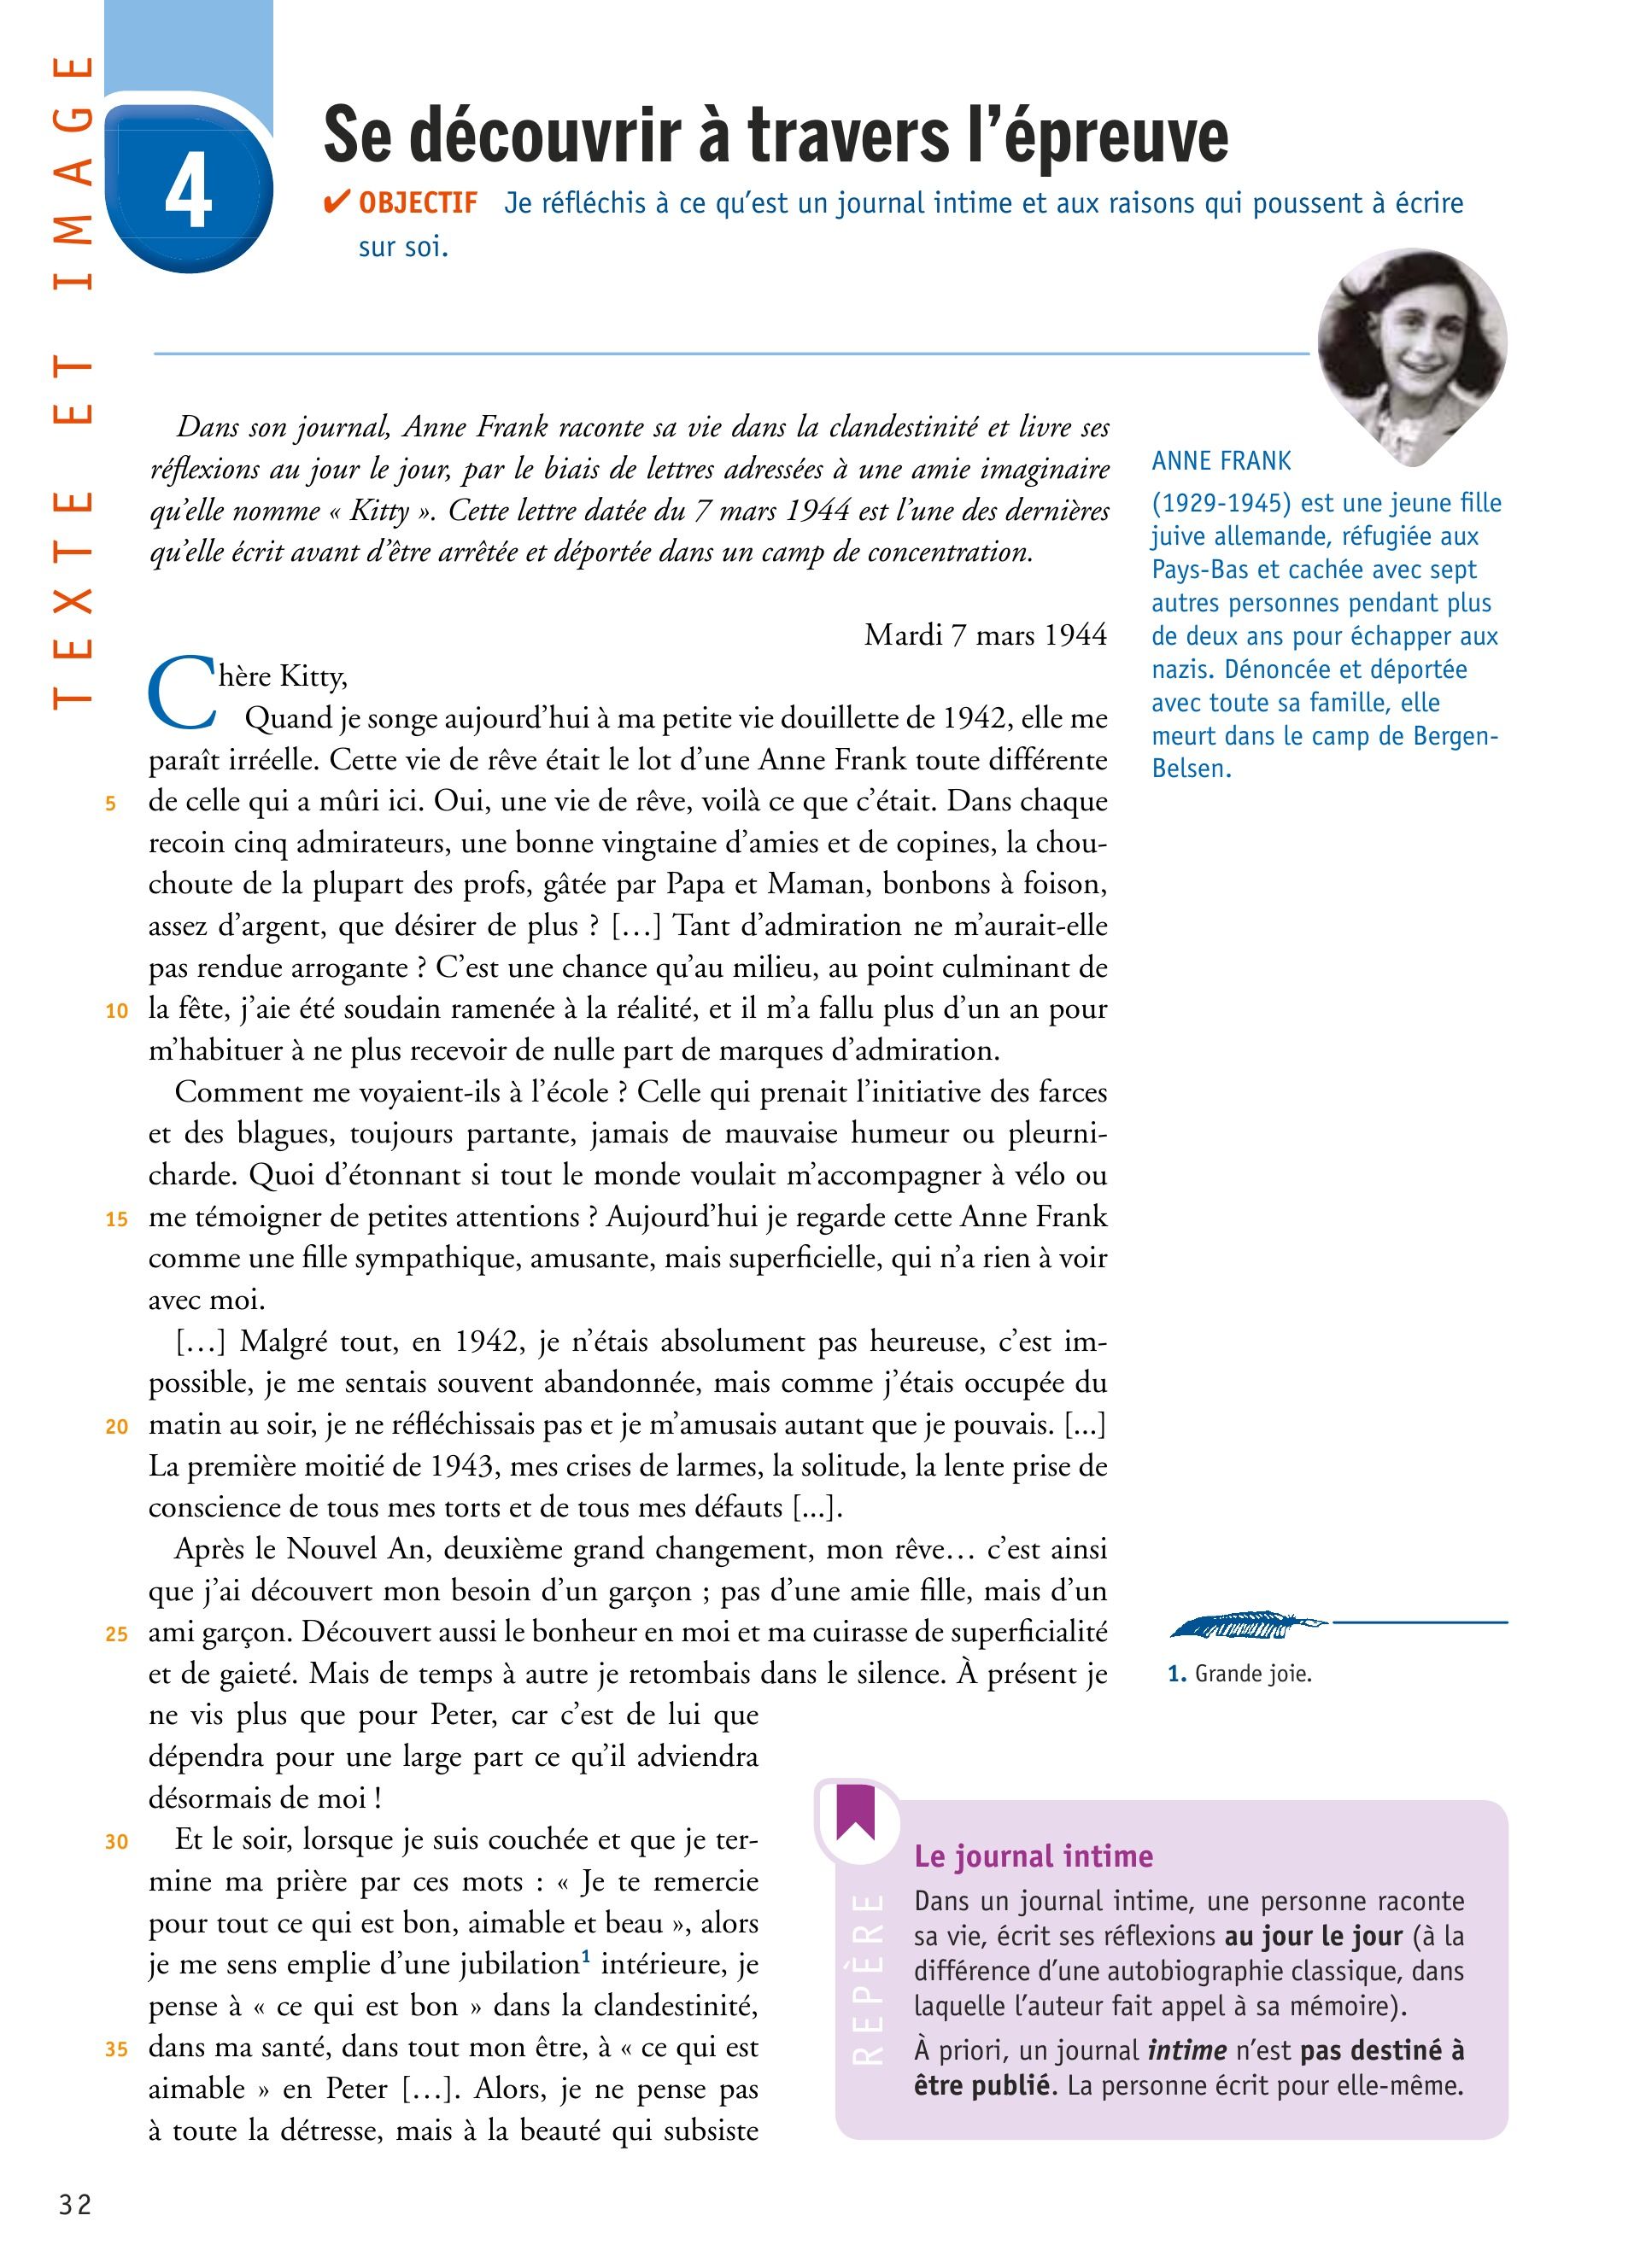 TEXTE ET IMAGE
4
Se découvrir à travers l’épreuve
✔ OBJECTIF Je réfléchis à ce qu’est un journal intime et aux raisons qui poussent à écrire
sur soi.
Dans son journal, Anne Frank raconte sa vie dans la clandestinité et livre ses
réflexions au jour le jour, par le biais de lettres adressées à une amie imaginaire
qu’elle nomme « Kitty ». Cette lettre datée du 7 mars 1944 est l’une des dernières
qu’elle écrit avant d’être arrêtée et déportée dans un camp de concentration.
ANNE FRANK
(1929-1945) est une jeune fille
juive allemande, réfugiée aux
Pays-Bas et cachée avec sept
autres personnes pendant plus
de deux ans pour échapper aux
nazis. Dénoncée et déportée
avec toute sa famille, elle
meurt dans le camp de Bergen-
Belsen.
Mardi 7 mars 1944
Chère Kitty,
Quand je songe aujourd’hui à ma petite vie douillette de 1942, elle me
paraît irréelle. Cette vie de rêve était le lot d’une Anne Frank toute différente
5 de celle qui a mûri ici. Oui, une vie de rêve, voilà ce que c’était. Dans chaque
recoin cinq admirateurs, une bonne vingtaine d’amies et de copines, la chou-
choute de la plupart des profs, gâtée par Papa et Maman, bonbons à foison,
assez d’argent, que désirer de plus ? […] Tant d’admiration ne m’aurait-elle
pas rendue arrogante ? C’est une chance qu’au milieu, au point culminant de
10 la fête, j’aie été soudain ramenée à la réalité, et il m’a fallu plus d’un an pour
m’habituer à ne plus recevoir de nulle part de marques d’admiration.
Comment me voyaient-ils à l’école ? Celle qui prenait l’initiative des farces
et des blagues, toujours partante, jamais de mauvaise humeur ou pleurni-
charde. Quoi d’étonnant si tout le monde voulait m’accompagner à vélo ou
15 me témoigner de petites attentions ? Aujourd’hui je regarde cette Anne Frank
comme une fille sympathique, amusante, mais superficielle, qui n’a rien à voir
avec moi.
[…] Malgré tout, en 1942, je n’étais absolument pas heureuse, c’est im-
possible, je me sentais souvent abandonnée, mais comme j’étais occupée du
20 matin au soir, je ne réfléchissais pas et je m’amusais autant que je pouvais. [...]
La première moitié de 1943, mes crises de larmes, la solitude, la lente prise de
conscience de tous mes torts et de tous mes défauts [...].
Après le Nouvel An, deuxième grand changement, mon rêve… c’est ainsi
que j’ai découvert mon besoin d’un garçon ; pas d’une amie fille, mais d’un
25 ami garçon. Découvert aussi le bonheur en moi et ma cuirasse de superficialité
et de gaieté. Mais de temps à autre je retombais dans le silence. À présent je
ne vis plus que pour Peter, car c’est de lui que
dépendra pour une large part ce qu’il adviendra
désormais de moi !
30 Et le soir, lorsque je suis couchée et que je ter-
mine ma prière par ces mots : « Je te remercie
pour tout ce qui est bon, aimable et beau », alors
je me sens emplie d’une jubilation1 intérieure, je
pense à « ce qui est bon » dans la clandestinité,
35 dans ma santé, dans tout mon être, à « ce qui est
aimable » en Peter […]. Alors, je ne pense pas
à toute la détresse, mais à la beauté qui subsiste
1. Grande joie.
REPÈRE
Le journal intime
Dans un journal intime, une personne raconte
sa vie, écrit ses réflexions au jour le jour (à la
différence d’une autobiographie classique, dans
laquelle l’auteur fait appel à sa mémoire).
À priori, un journal intime n’est pas destiné à
être publié. La personne écrit pour elle-même.
32